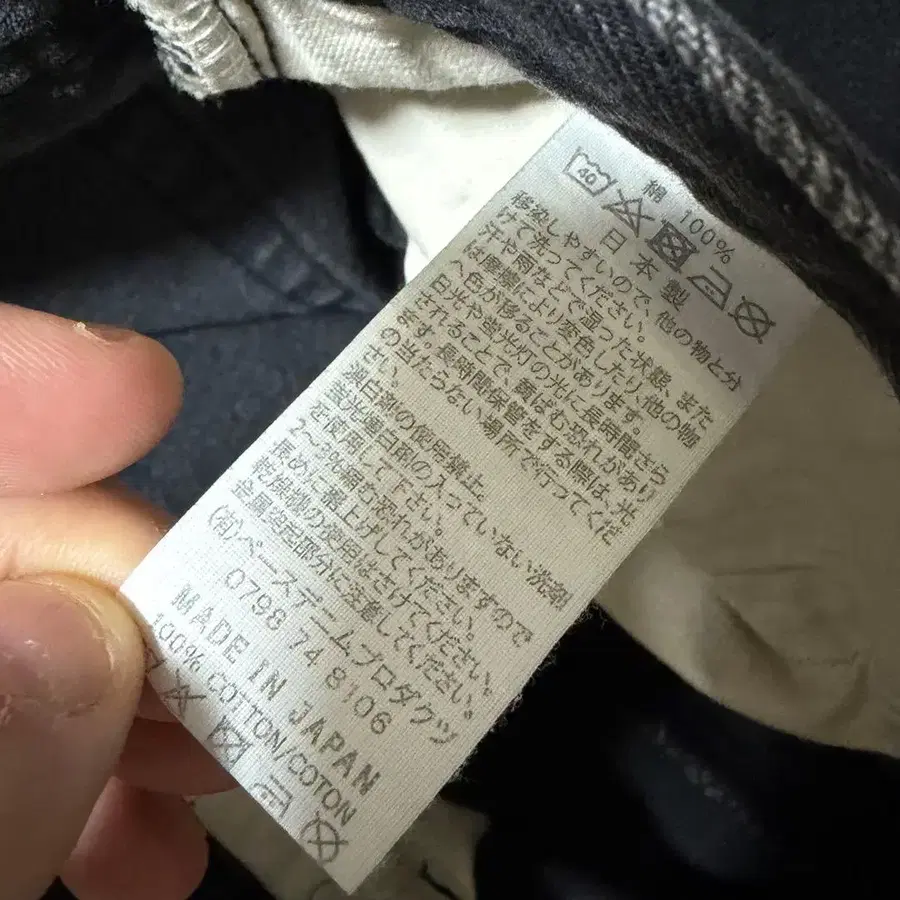 40
綿 100%
日本製
移染しやすいので、他の物と分
けて洗ってください。
汗や雨などで湿った状態、また
は摩擦により変色したり、他の物
へ色が移ることがあります。
日光や蛍光灯の光に長時間さら
されることで、黄ばむ恐れがあり
ます。長時間保管をする際は、光
の当たらない場所で行ってくだ
さい。
漂白剤の使用禁止。
蛍光増白剤の入っていない洗剤
を使用して下さい。
2〜3%縮む恐れがありますので
長めに裾上げしてください。
乾燥機の使用はさけてください。
金属部分に注意してください。
(有)ベースデニムプロダクツ
0798 74 8106
MADE IN JAPAN
100% COTTON/COTON